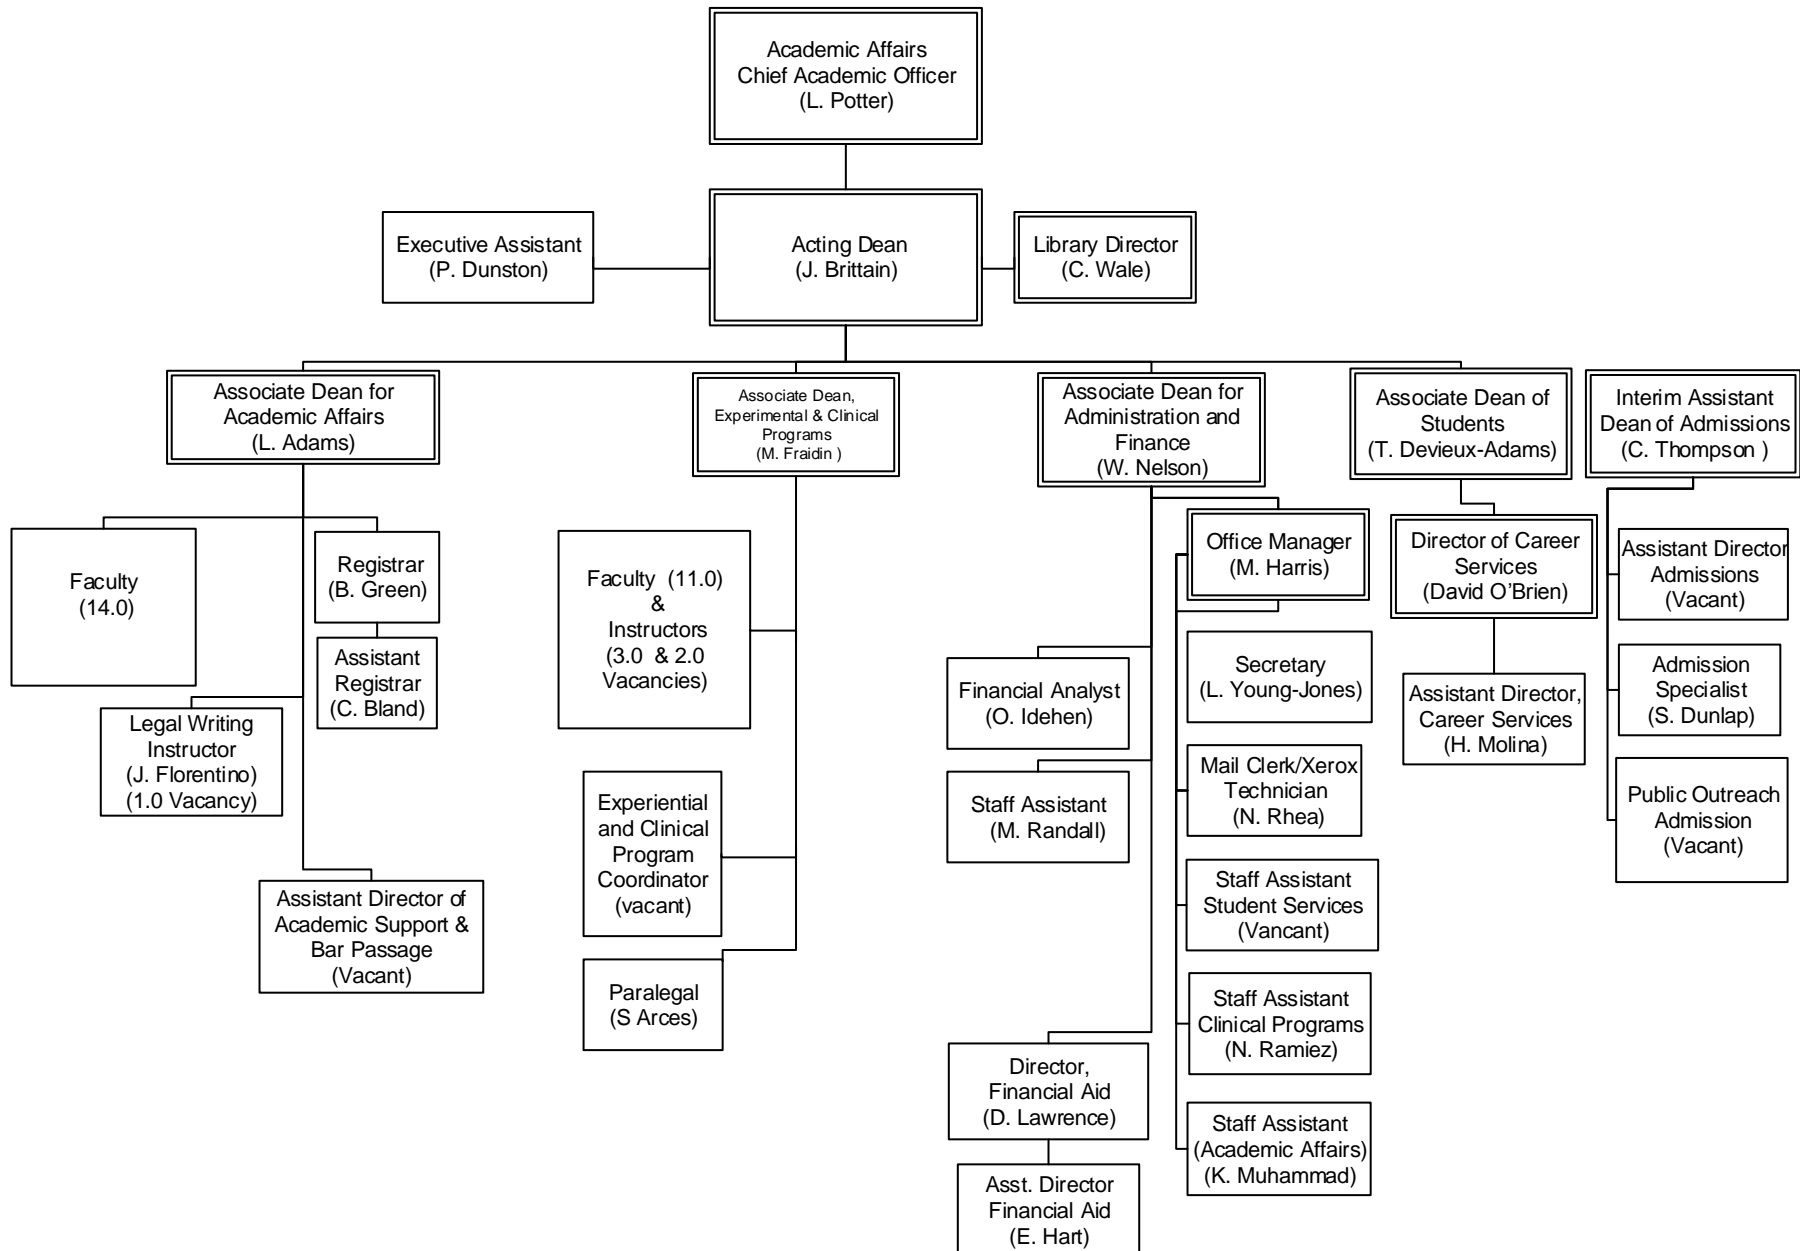 Academic Affairs
Chief Academic Officer
(L. Potter)
Executive Assistant
(P. Dunston)
Acting Dean
(J. Brittain)
Library Director
(C. Wale)
Associate Dean for
Academic Affairs
(L. Adams)
Associate Dean,
Experimental & Clinical
Programs
(M. Fraidin )
Associate Dean for
Administration and
Finance
(W. Nelson)
Associate Dean of
Students
(T. Devieux-Adams)
Interim Assistant
Dean of Admissions
(C. Thompson )
Faculty
(14.0)
Registrar
(B. Green)
Assistant
Registrar
(C. Bland)
Legal Writing
Instructor
(J. Florentino)
(1.0 Vacancy)
Assistant Director of
Academic Support &
Bar Passage
(Vacant)
Faculty (11.0)
&
Instructors
(3.0 & 2.0
Vacancies)
Experiential
and Clinical
Program
Coordinator
(vacant)
Paralegal
(S Arces)
Office Manager
(M. Harris)
Financial Analyst
(O. Idehen)
Staff Assistant
(M. Randall)
Director,
Financial Aid
(D. Lawrence)
Asst. Director
Financial Aid
(E. Hart)
Secretary
(L. Young-Jones)
Mail Clerk/Xerox
Technician
(N. Rhea)
Staff Assistant
Student Services
(Vancant)
Staff Assistant
Clinical Programs
(N. Ramiez)
Staff Assistant
(Academic Affairs)
(K. Muhammad)
Director of Career
Services
(David O’Brien)
Assistant Director,
Career Services
(H. Molina)
Assistant Director
Admissions
(Vacant)
Admission
Specialist
(S. Dunlap)
Public Outreach
Admission
(Vacant)